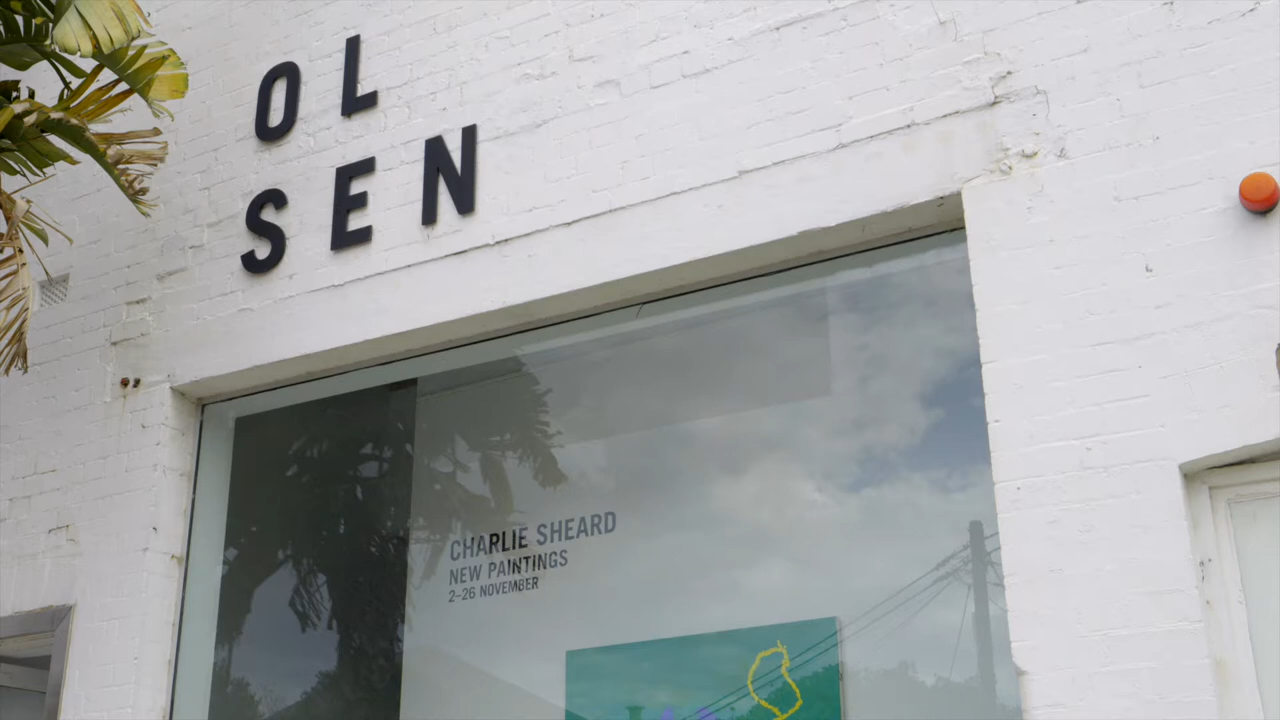 OL
SEN
CHARLIE SHEARD
NEW PAINTINGS
2–26 NOVEMBER